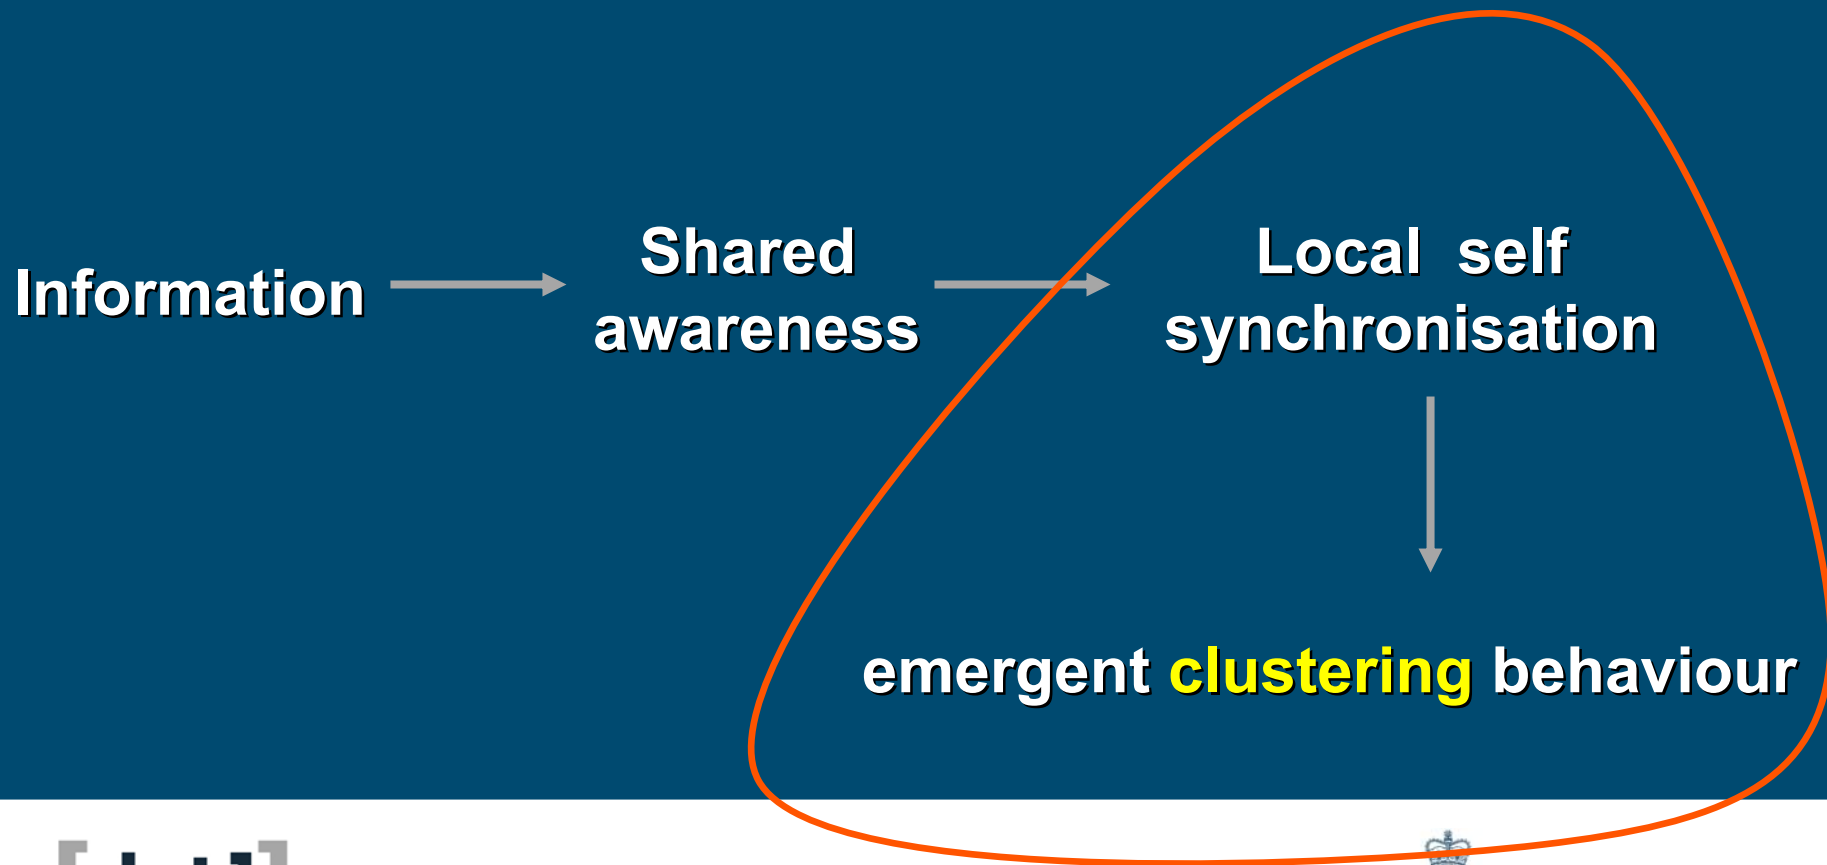 Information
Shared
awareness
Local self
synchronisation
emergent clustering behaviour